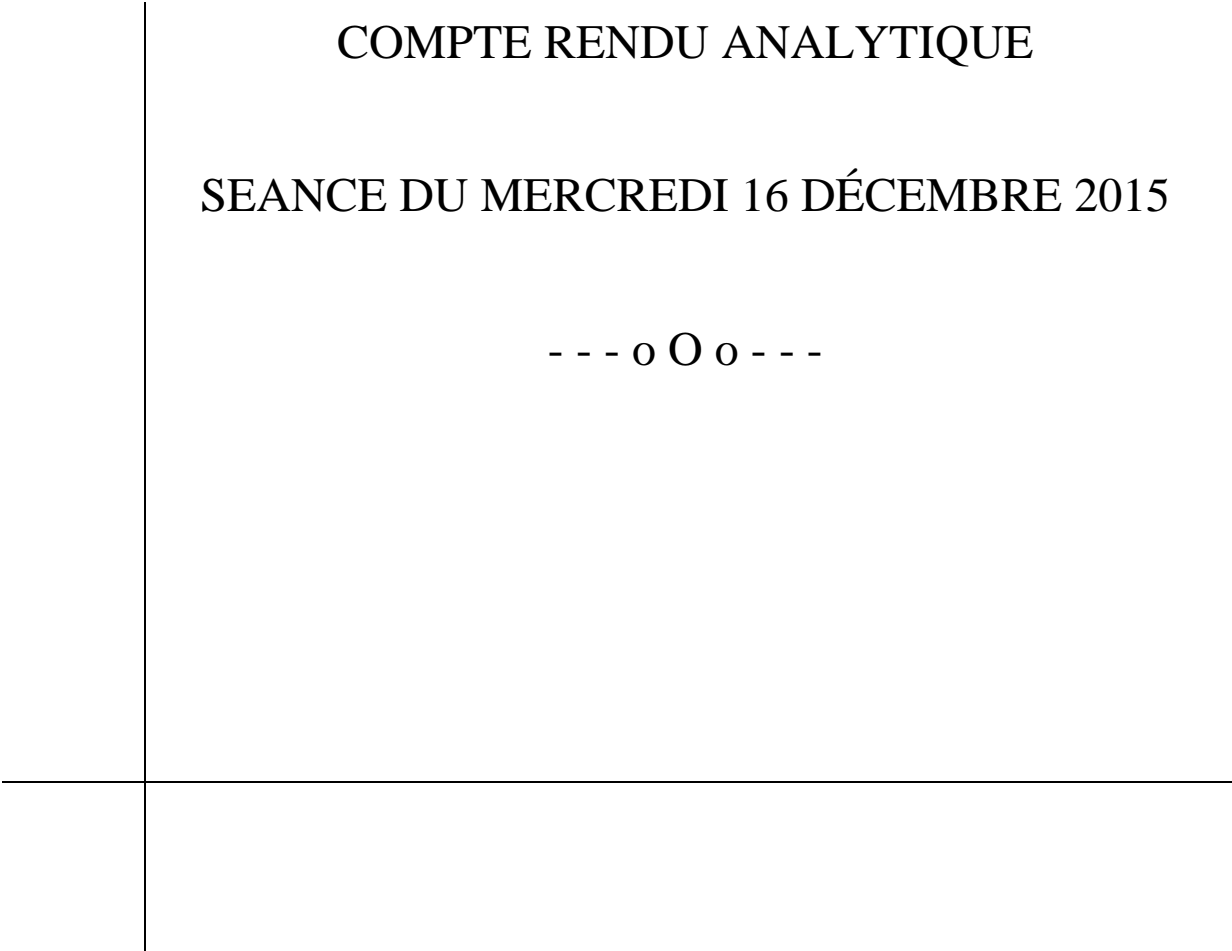 COMPTE RENDU ANALYTIQUE
SEANCE DU MERCREDI 16 DÉCEMBRE 2015
- - - o O o - - -